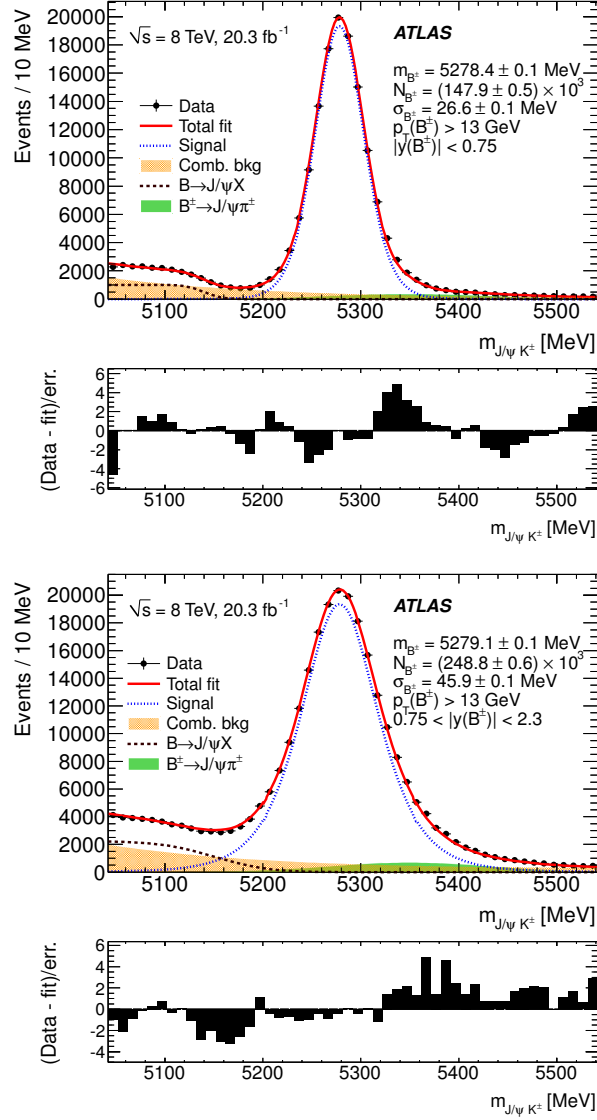 √s = 8 TeV, 20.3 fb⁻¹
ATLAS
m_B± = 5278.4 ± 0.1 MeV
N_B± = (147.9 ± 0.5) × 10³
σ_B± = 26.6 ± 0.1 MeV
p_T(B±) > 13 GeV
|y(B±)| < 0.75
Data
Total fit
Signal
Comb. bkg
B→J/ψX
B±→J/ψπ±
Events / 10 MeV
20000
18000
16000
14000
12000
10000
8000
6000
4000
2000
0
5100 5200 5300 5400 5500
m_J/ψ K± [MeV]
(Data - fit)/err.
6
4
2
0
-2
-4
-6
5100 5200 5300 5400 5500
m_J/ψ K± [MeV]
√s = 8 TeV, 20.3 fb⁻¹
ATLAS
m_B± = 5279.1 ± 0.1 MeV
N_B± = (248.8 ± 0.6) × 10³
σ_B± = 45.9 ± 0.1 MeV
p_T(B±) > 13 GeV
0.75 < |y(B±)| < 2.3
Data
Total fit
Signal
Comb. bkg
B→J/ψX
B±→J/ψπ±
Events / 10 MeV
20000
18000
16000
14000
12000
10000
8000
6000
4000
2000
0
5100 5200 5300 5400 5500
m_J/ψ K± [MeV]
(Data - fit)/err.
6
4
2
0
-2
-4
5100 5200 5300 5400 5500
m_J/ψ K± [MeV]